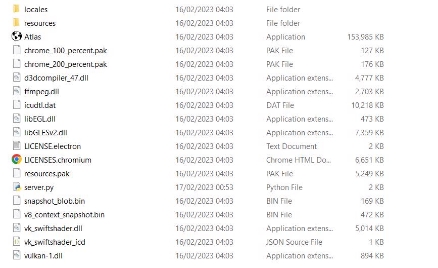 locales 16/02/2023 04:03 File folder
resources 16/02/2023 04:03 File folder
Atlas 16/02/2023 04:03 Application 153,985 KB
chrome_100_percent.pak 16/02/2023 04:03 PAK File 127 KB
chrome_200_percent.pak 16/02/2023 04:03 PAK File 176 KB
d3dcompiler_47.dll 16/02/2023 04:03 Application extens... 4,777 KB
ffmpeg.dll 16/02/2023 04:03 Application extens... 2,703 KB
icudtl.dat 16/02/2023 04:03 DAT File 10,218 KB
libEGL.dll 16/02/2023 04:03 Application extens... 473 KB
libGLESv2.dll 16/02/2023 04:03 Application extens... 7,359 KB
LICENSE.electron 16/02/2023 04:03 Text Document 2 KB
LICENSES.chromium 16/02/2023 04:03 Chrome HTML Do... 6,651 KB
resources.pak 16/02/2023 04:03 PAK File 5,249 KB
server.py 17/02/2023 00:53 Python File 2 KB
snapshot_blob.bin 16/02/2023 04:03 BIN File 169 KB
v8_context_snapshot.bin 16/02/2023 04:03 BIN File 472 KB
vk_swiftshader.dll 16/02/2023 04:03 Application extens... 5,014 KB
vk_swiftshader_icd 16/02/2023 04:03 JSON Source File 1 KB
vulkan-1.dll 16/02/2023 04:03 Application extens... 894 KB